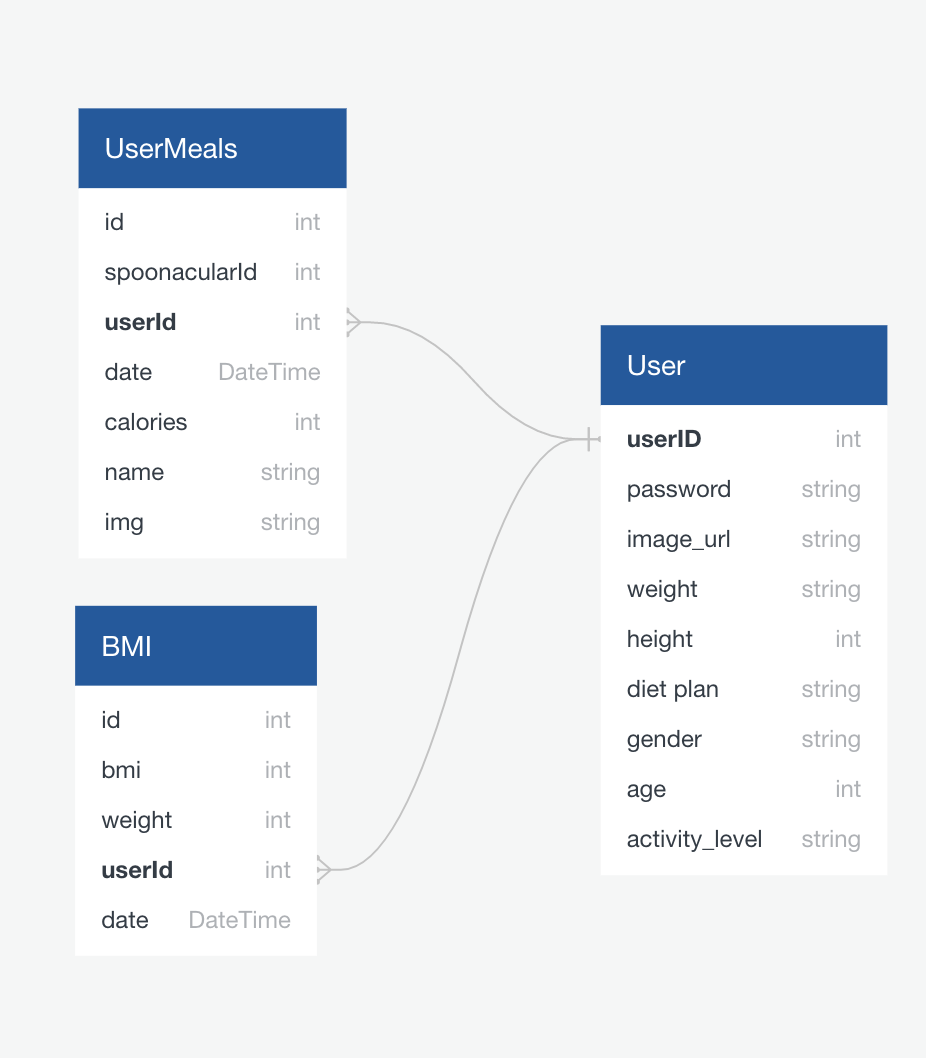 UserMeals
id int
spoonacularId int
userId int
date DateTime
calories int
name string
img string
User
userID int
password string
image_url string
weight string
height int
diet plan string
gender string
age int
activity_level string
BMI
id int
bmi int
weight int
userId int
date DateTime